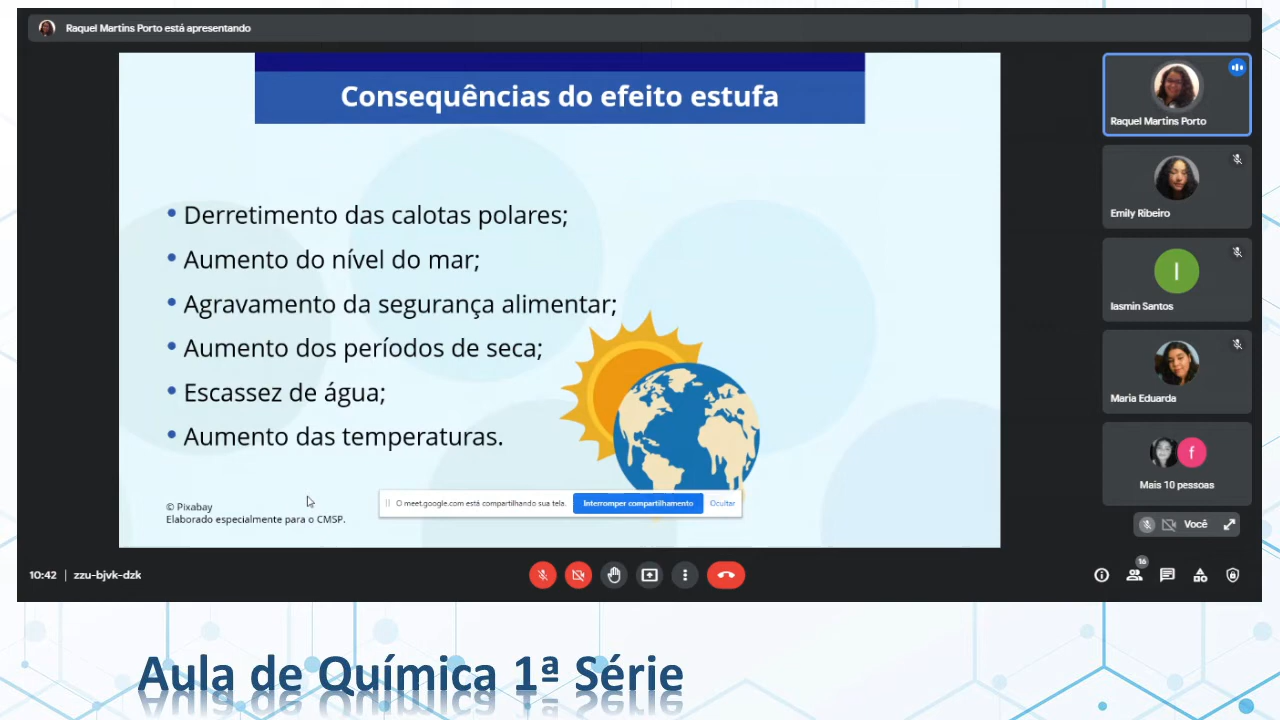 Raquel Martins Porto está apresentando
Consequências do efeito estufa
• Derretimento das calotas polares;
• Aumento do nível do mar;
• Agravamento da segurança alimentar;
• Aumento dos períodos de seca;
• Escassez de água;
• Aumento das temperaturas.
© Pixabay
Elaborado especialmente para o CMSP.
O meet.google.com está compartilhando sua tela.
Interromper compartilhamento
Ocultar
Raquel Martins Porto
Emily Ribeiro
I
Iasmin Santos
Maria Eduarda
f
Mais 10 pessoas
Você
10:42 | zzu-bjvk-dzk
16
Aula de Química 1ª Série